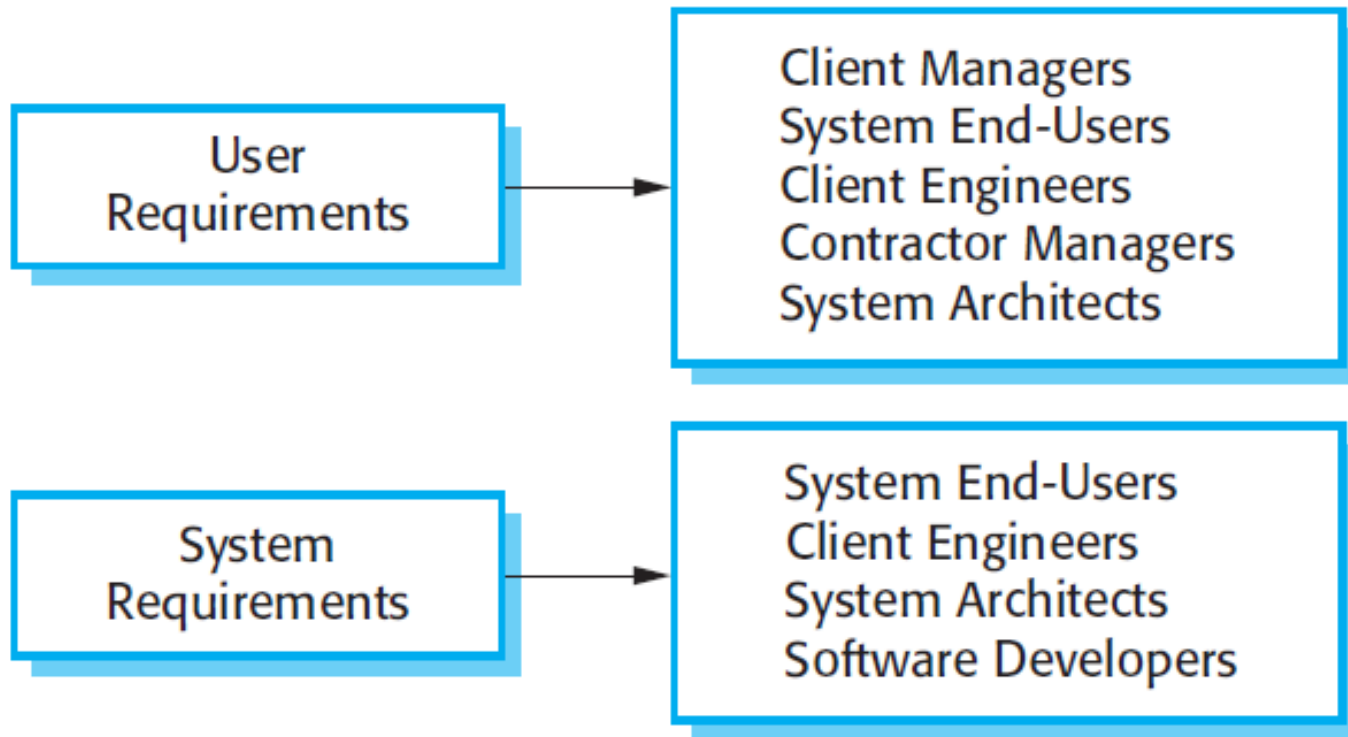 User
Requirements
Client Managers
System End-Users
Client Engineers
Contractor Managers
System Architects
System
Requirements
System End-Users
Client Engineers
System Architects
Software Developers